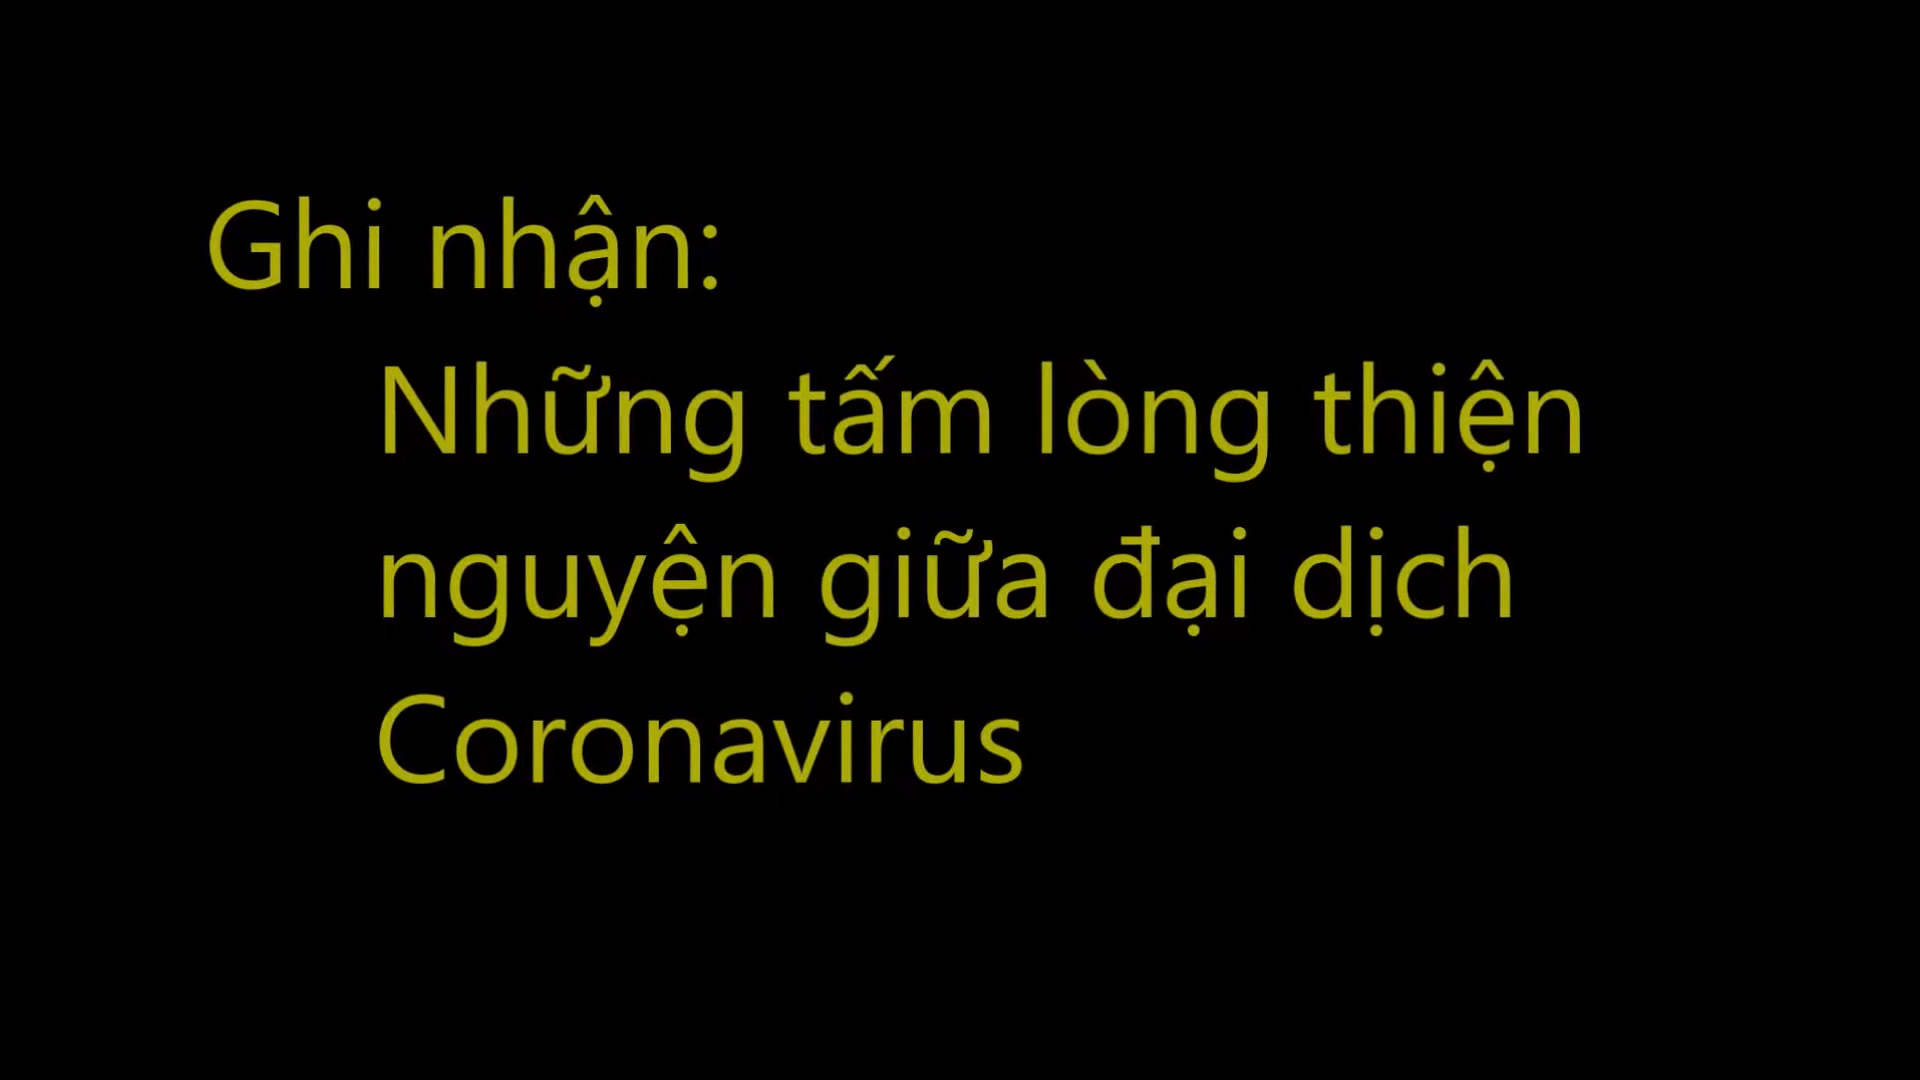 Ghi nhận:
Những tấm lòng thiện
nguyện giữa đại dịch
Coronavirus